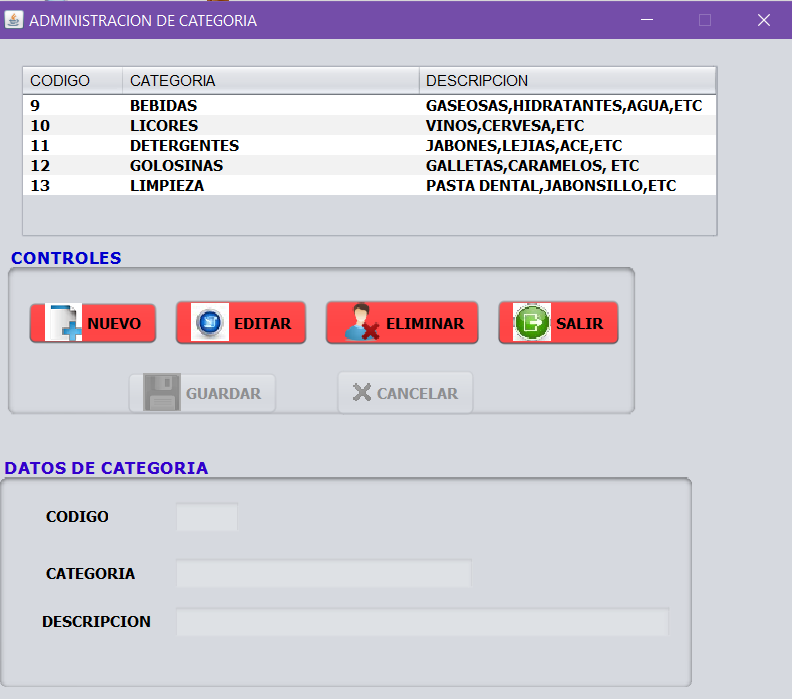 ADMINISTRACION DE CATEGORIA
CODIGO CATEGORIA DESCRIPCION
9 BEBIDAS GASEOSAS,HIDRATANTES,AGUA,ETC
10 LICORES VINOS,CERVESA,ETC
11 DETERGENTES JABONES,LEJIAS,ACE,ETC
12 GOLOSINAS GALLETAS,CARAMELOS, ETC
13 LIMPIEZA PASTA DENTAL,JABONSILLO,ETC
CONTROLES
NUEVO EDITAR ELIMINAR SALIR
GUARDAR CANCELAR
DATOS DE CATEGORIA
CODIGO
CATEGORIA
DESCRIPCION